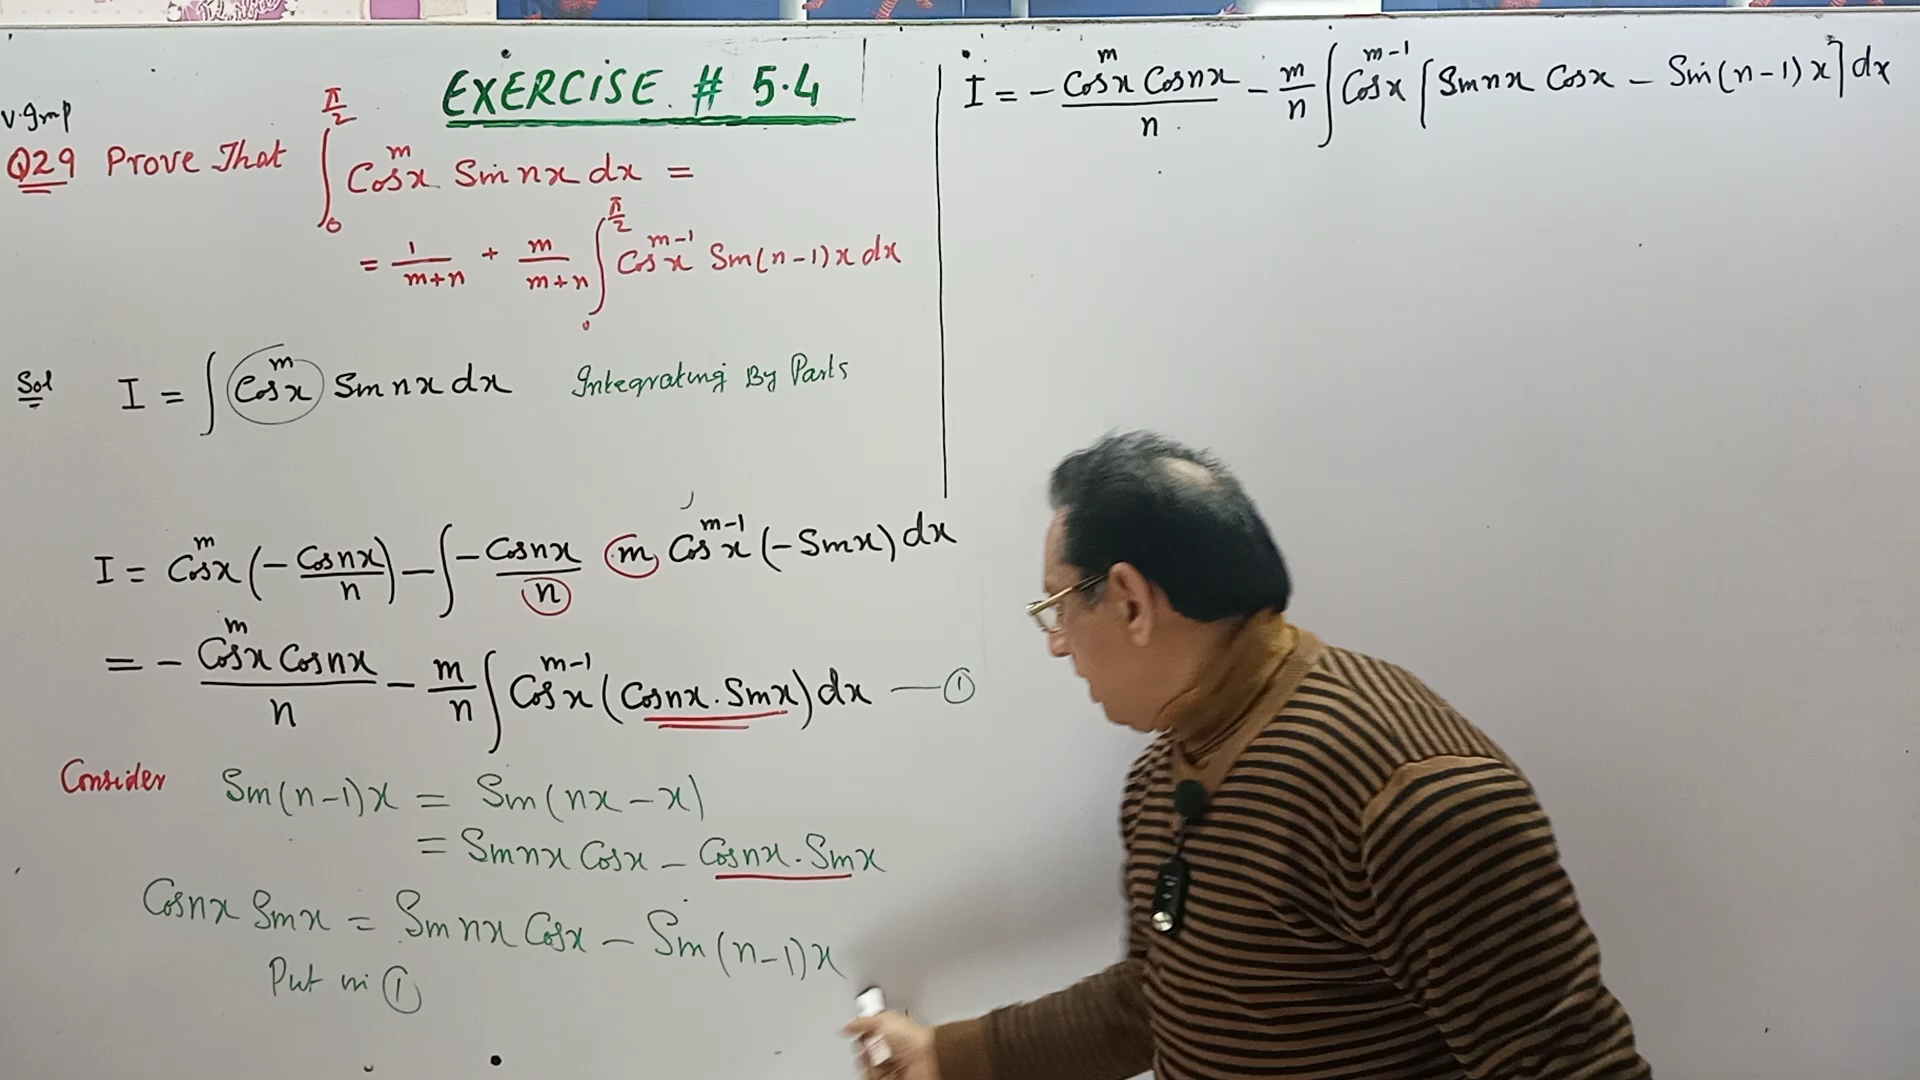 EXERCISE # 5.4
V.Imp
Q29 Prove That ∫₀^{π/2} Cos^m x Sin nx dx =
= 1/(m+n) + m/(m+n) ∫₀^{π/2} Cos^{m-1} x Sin(n-1)x dx
Sol I = ∫ Cos^m x Sin nx dx Integrating By Parts
I = Cos^m x (- Cos nx / n) - ∫ - Cos nx / n m Cos^{m-1} x (-Sin x) dx
= - Cos^m x Cos nx / n - m/n ∫ Cos^{m-1} x (Cos nx . Sin x) dx — ①
Consider Sin(n-1)x = Sin(nx - x)
= Sin nx Cos x - Cos nx . Sin x
Cos nx Sin x = Sin nx Cos x - Sin(n-1)x
Put in ①
I = - Cos^m x Cos nx / n - m/n ∫ Cos^{m-1} x [Sin nx Cos x - Sin(n-1)x] dx